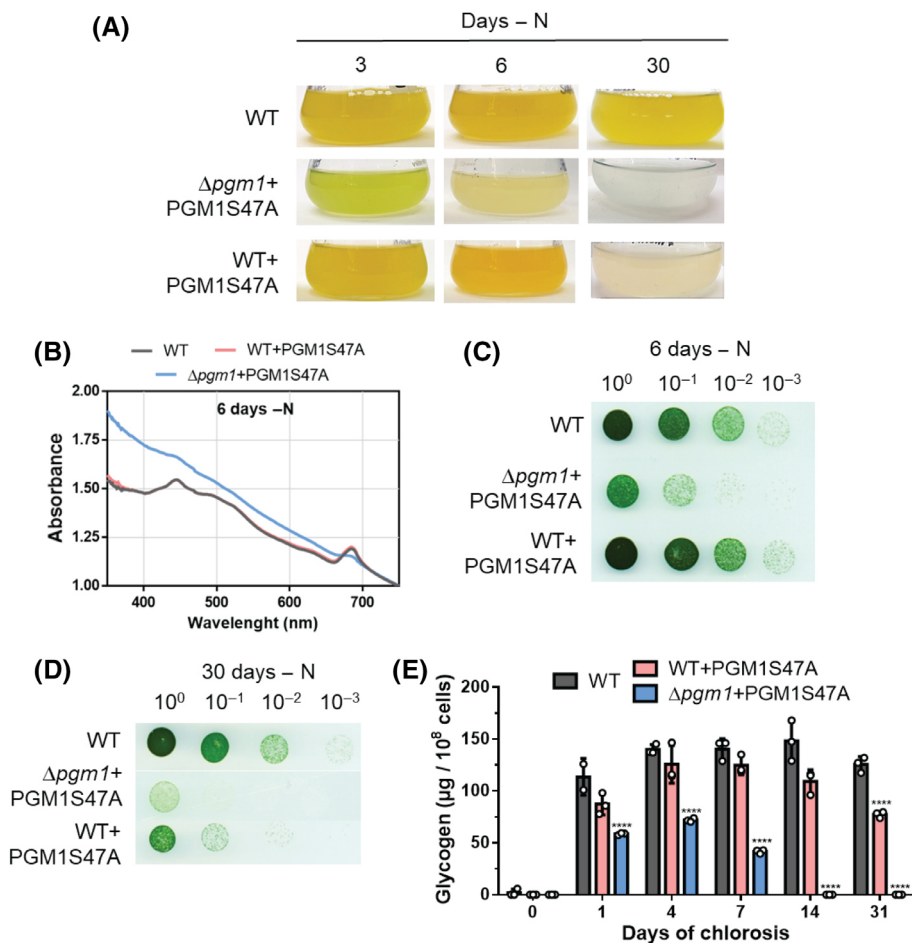 (A)
Days – N
3 6 30
WT
Δpgm1+
PGM1S47A
WT+
PGM1S47A
(B)
WT WT+PGM1S47A
Δpgm1+PGM1S47A
6 days –N
2.00
1.75
1.50
1.25
1.00
Absorbance
400 500 600 700
Wavelenght (nm)
(C)
6 days – N
10⁰ 10⁻¹ 10⁻² 10⁻³
WT
Δpgm1+
PGM1S47A
WT+
PGM1S47A
(D)
30 days – N
10⁰ 10⁻¹ 10⁻² 10⁻³
WT
Δpgm1+
PGM1S47A
WT+
PGM1S47A
(E)
WT WT+PGM1S47A
Δpgm1+PGM1S47A
Glycogen (µg / 10⁸ cells)
200
150
100
50
0
**** **** **** **** **** ****
0 1 4 7 14 31
Days of chlorosis